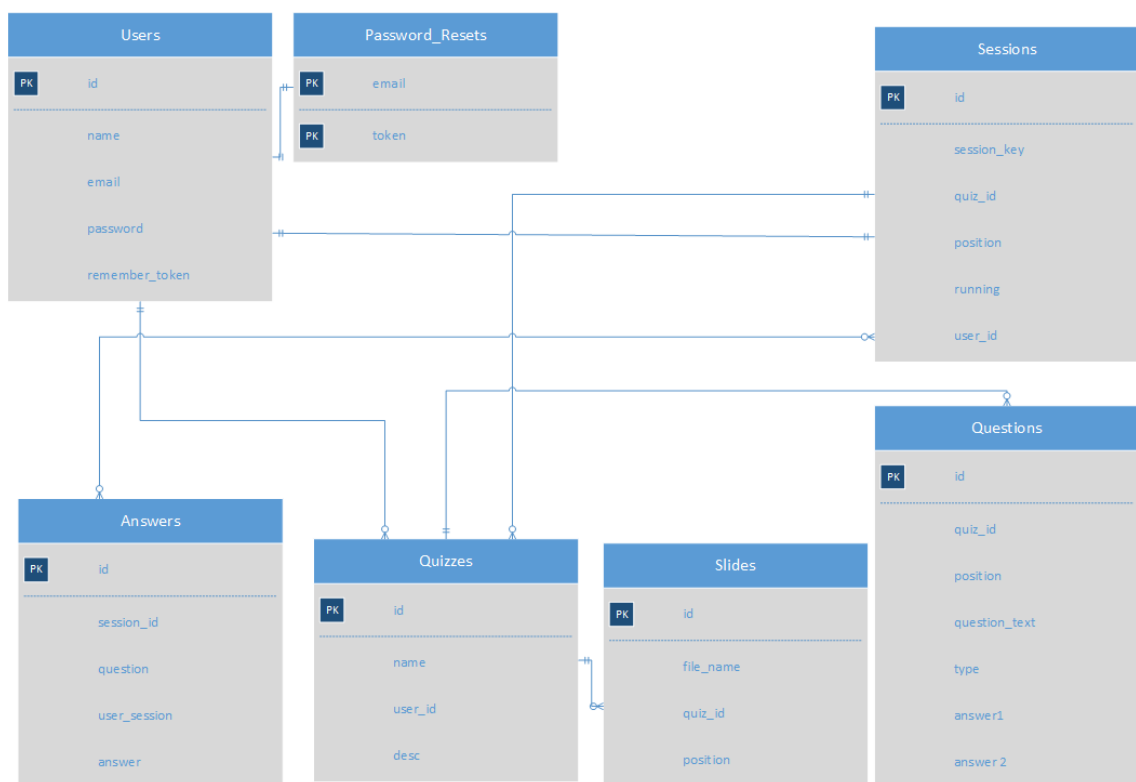 Users
PK id
name
email
password
remember_token
Password_Resets
PK email
PK token
Sessions
PK id
session_key
quiz_id
position
running
user_id
Answers
PK id
session_id
question
user_session
answer
Quizzes
PK id
name
user_id
desc
Slides
PK id
file_name
quiz_id
position
Questions
PK id
quiz_id
position
question_text
type
answer1
answer 2